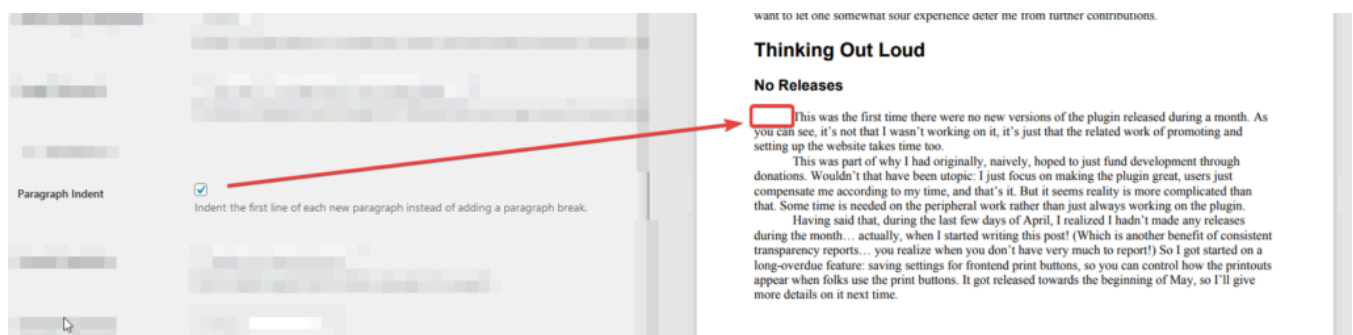 Paragraph Indent
Indent the first line of each new paragraph instead of adding a paragraph break.
want to let one somewhat sour experience deter me from further contributions.
Thinking Out Loud
No Releases
This was the first time there were no new versions of the plugin released during a month. As
you can see, it's not that I wasn't working on it, it's just that the related work of promoting and
setting up the website takes time too.
This was part of why I had originally, naively, hoped to just fund development through
donations. Wouldn't that have been utopic: I just focus on making the plugin great, users just
compensate me according to my time, and that's it. But it seems reality is more complicated than
that. Some time is needed on the peripheral work rather than just always working on the plugin.
Having said that, during the last few days of April, I realized I hadn't made any releases
during the month… actually, when I started writing this post! (Which is another benefit of consistent
transparency reports… you realize when you don't have very much to report!) So I got started on a
long-overdue feature: saving settings for frontend print buttons, so you can control how the printouts
appear when folks use the print buttons. It got released towards the beginning of May, so I'll give
more details on it next time.